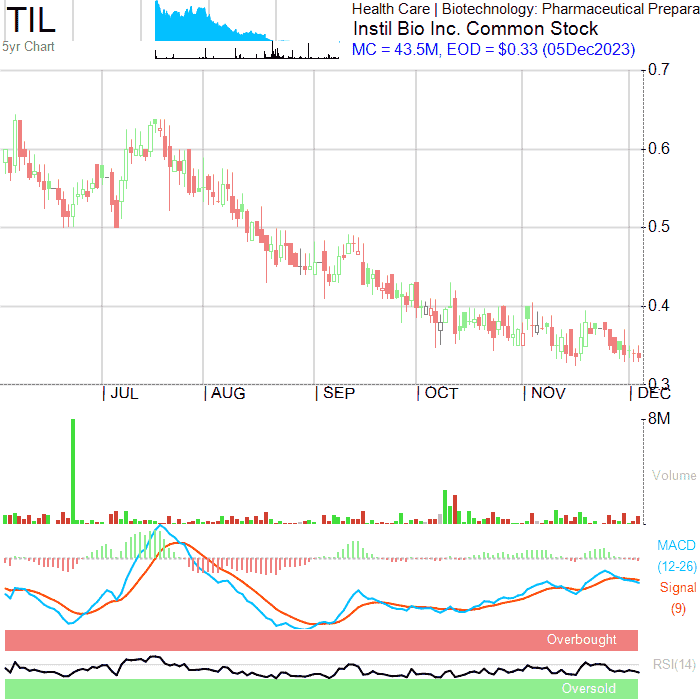 TIL
5yr Chart
Health Care | Biotechnology: Pharmaceutical Prepara
Instil Bio Inc. Common Stock
MC = 43.5M, EOD = $0.33 (05Dec2023)
0.7
0.6
0.5
0.4
0.3
| JUL | AUG | SEP | OCT | NOV | DEC
8M
Volume
MACD
(12-26)
Signal
(9)
Overbought
RSI(14)
Oversold